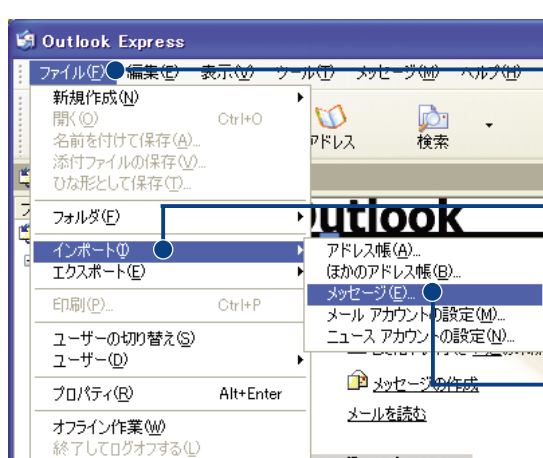 Outlook Express
ファイル(F) 編集(E) 表示(V) ツール(T) メッセージ(M) ヘルプ(H)
新規作成(N)
開く(O) Ctrl+O
名前を付けて保存(A)...
添付ファイルの保存(V)...
ひな形として保存(T)...
フォルダ(F)
インポート(I)
エクスポート(E)
印刷(P)... Ctrl+P
ユーザーの切り替え(S)
ユーザー(D)
プロパティ(R) Alt+Enter
オフライン作業(W)
終了してログオフする(L)
アドレス 検索
Outlook
アドレス帳(A)...
ほかのアドレス帳(B)...
メッセージ(E)...
メール アカウントの設定(M)...
ニュース アカウントの設定(N)...
メッセージの作成
メールを読む